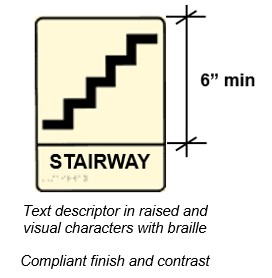 6” min
STAIRWAY
Text descriptor in raised and
visual characters with braille
Compliant finish and contrast